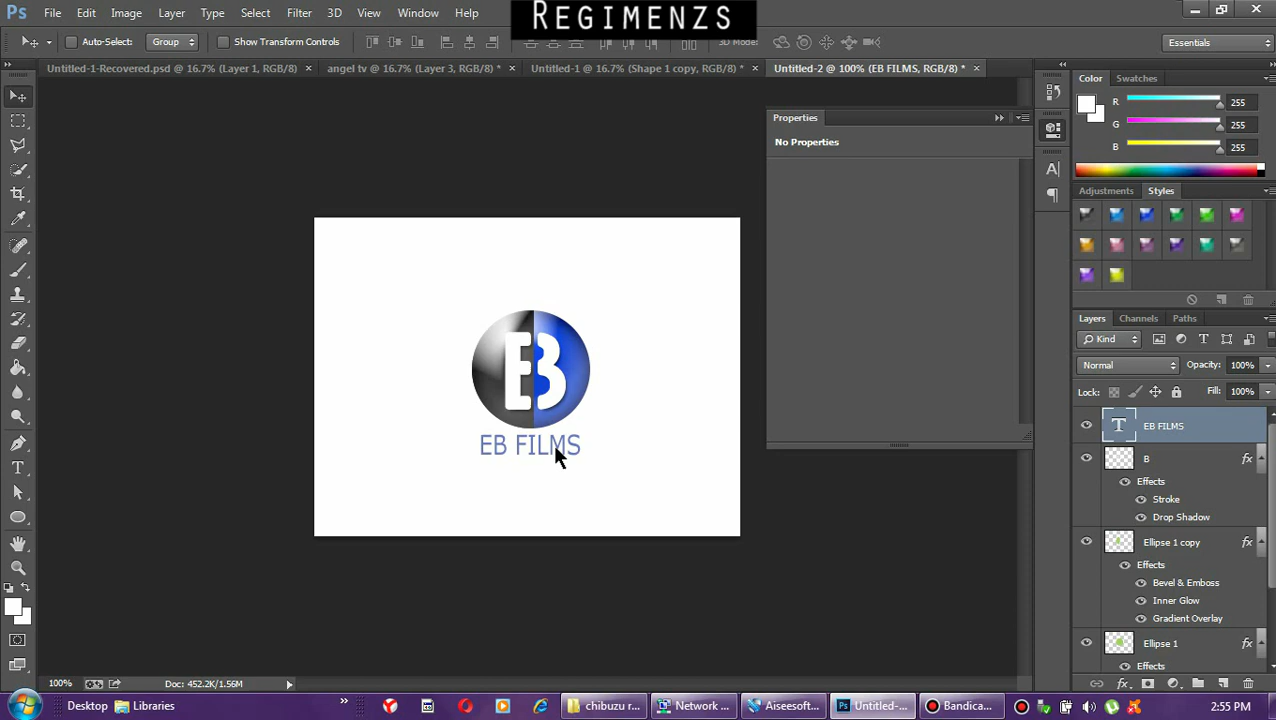 REGIMENZS
Ps File Edit Image Layer Type Select Filter 3D View Window Help
Auto-Select: Group Show Transform Controls 3D Mode: Essentials
Untitled-1-Recovered.psd @ 16.7% (Layer 1, RGB/8) × angel tv @ 16.7% (Layer 3, RGB/8) * × Untitled-1 @ 16.7% (Shape 1 copy, RGB/8) * × Untitled-2 @ 100% (EB FILMS, RGB/8) * ×
Properties
No Properties
EB
EB FILMS
Color Swatches
R 255
G 255
B 255
Adjustments Styles
Layers Channels Paths
Kind
Normal Opacity: 100%
Lock: Fill: 100%
T EB FILMS
B fx
Effects
Stroke
Drop Shadow
Ellipse 1 copy fx
Effects
Bevel & Emboss
Inner Glow
Gradient Overlay
Ellipse 1 fx
Effects
100% Doc: 452.2K/1.56M
Desktop Libraries » chibuzu r... Network ... Aiseesoft... Ps Untitled-... Bandica... 2:55 PM